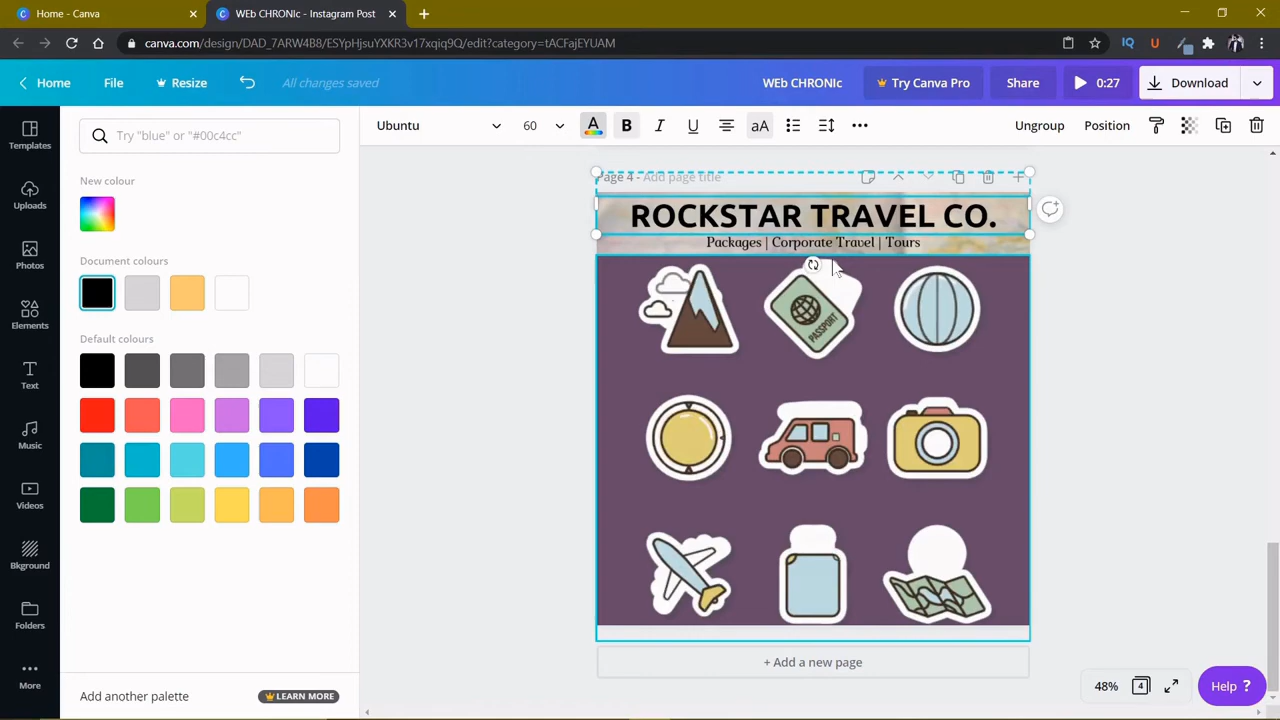 Home - Canva
WEb CHRONIc - Instagram Post
canva.com/design/DAD_7ARW4B8/ESYpHjsuYXKR3v17xqiq9Q/edit?category=tACFajEYUAM
Home
File
Resize
All changes saved
WEb CHRONIc
Try Canva Pro
Share
0:27
Download
Templates
Uploads
Photos
Elements
Text
Music
Videos
Bkground
Folders
More
Try "blue" or "#00c4cc"
New colour
Document colours
Default colours
Add another palette
LEARN MORE
Ubuntu
60
A
B
I
U
aA
Ungroup
Position
Page 4 - Add page title
ROCKSTAR TRAVEL CO.
Packages | Corporate Travel | Tours
PASSPORT
+ Add a new page
48%
4
Help ?